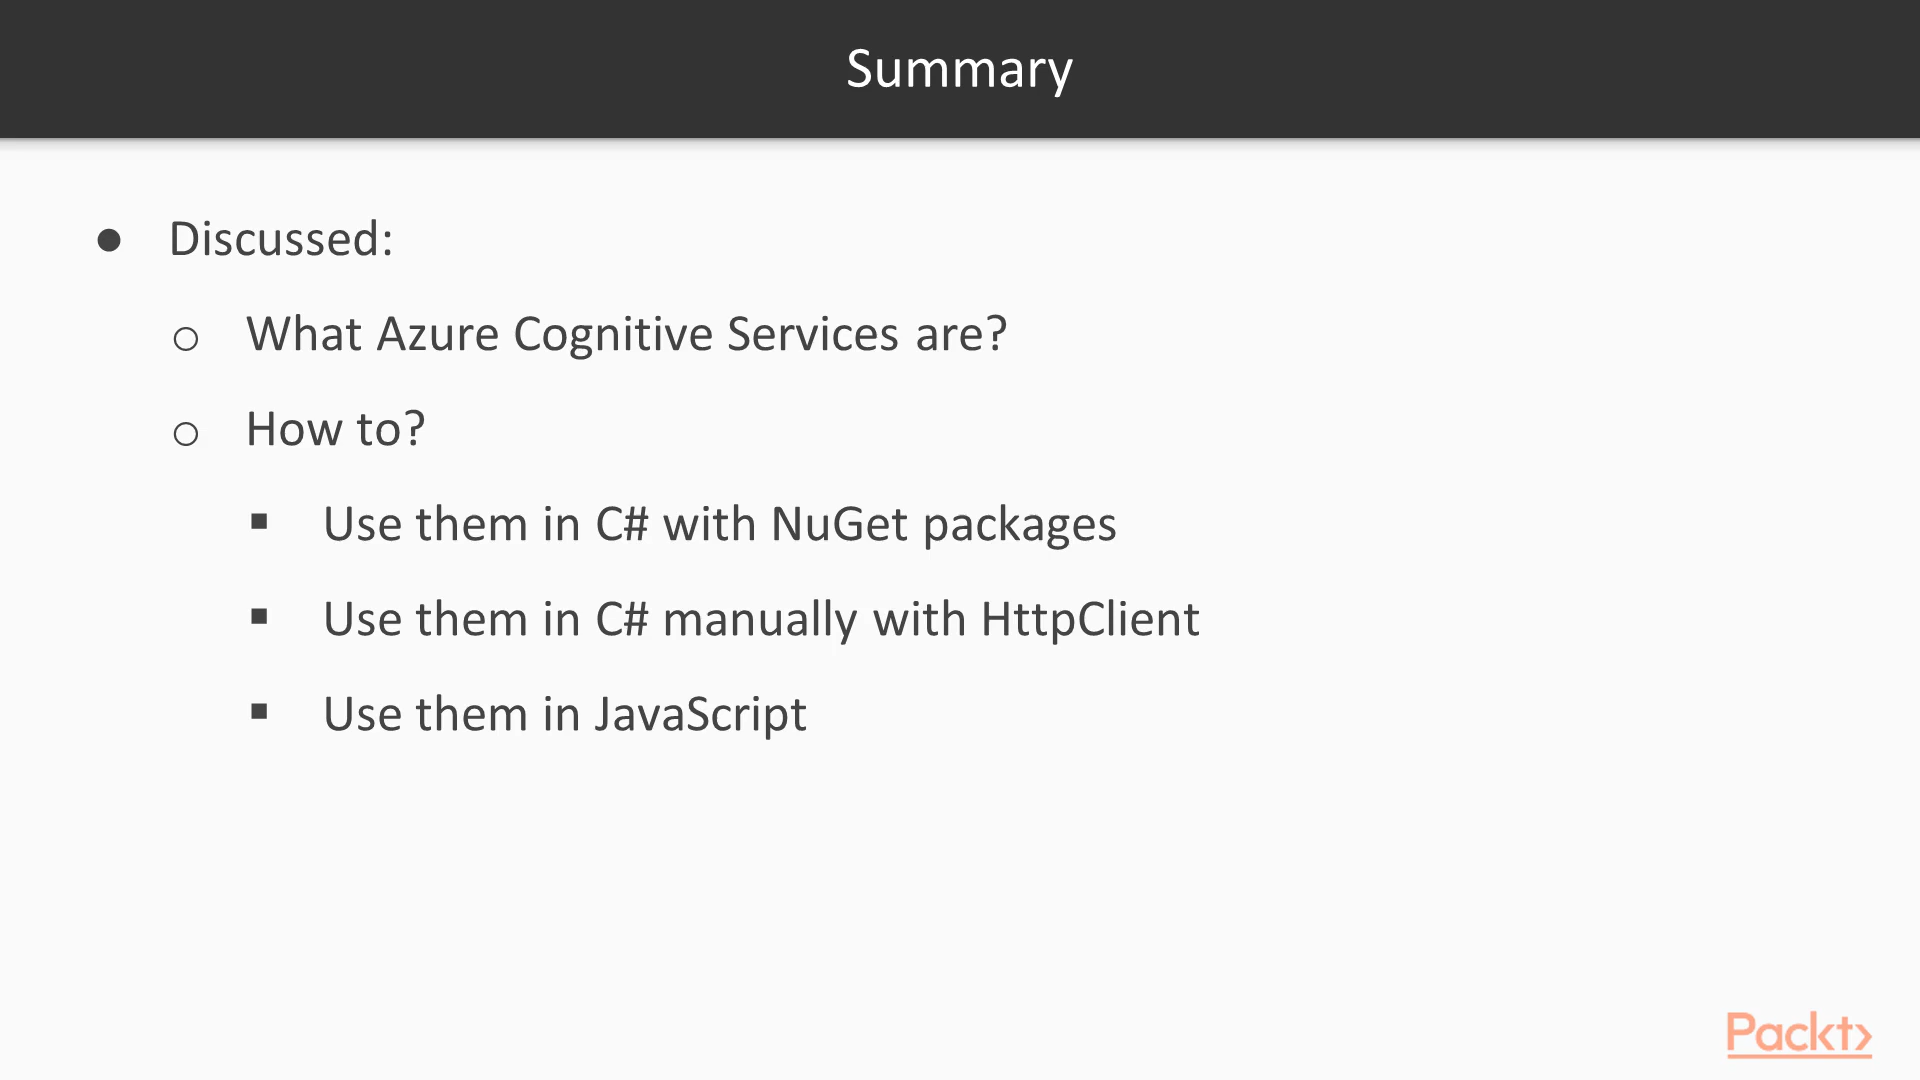 Summary
● Discussed:
○ What Azure Cognitive Services are?
○ How to?
▪ Use them in C# with NuGet packages
▪ Use them in C# manually with HttpClient
▪ Use them in JavaScript
Packt>